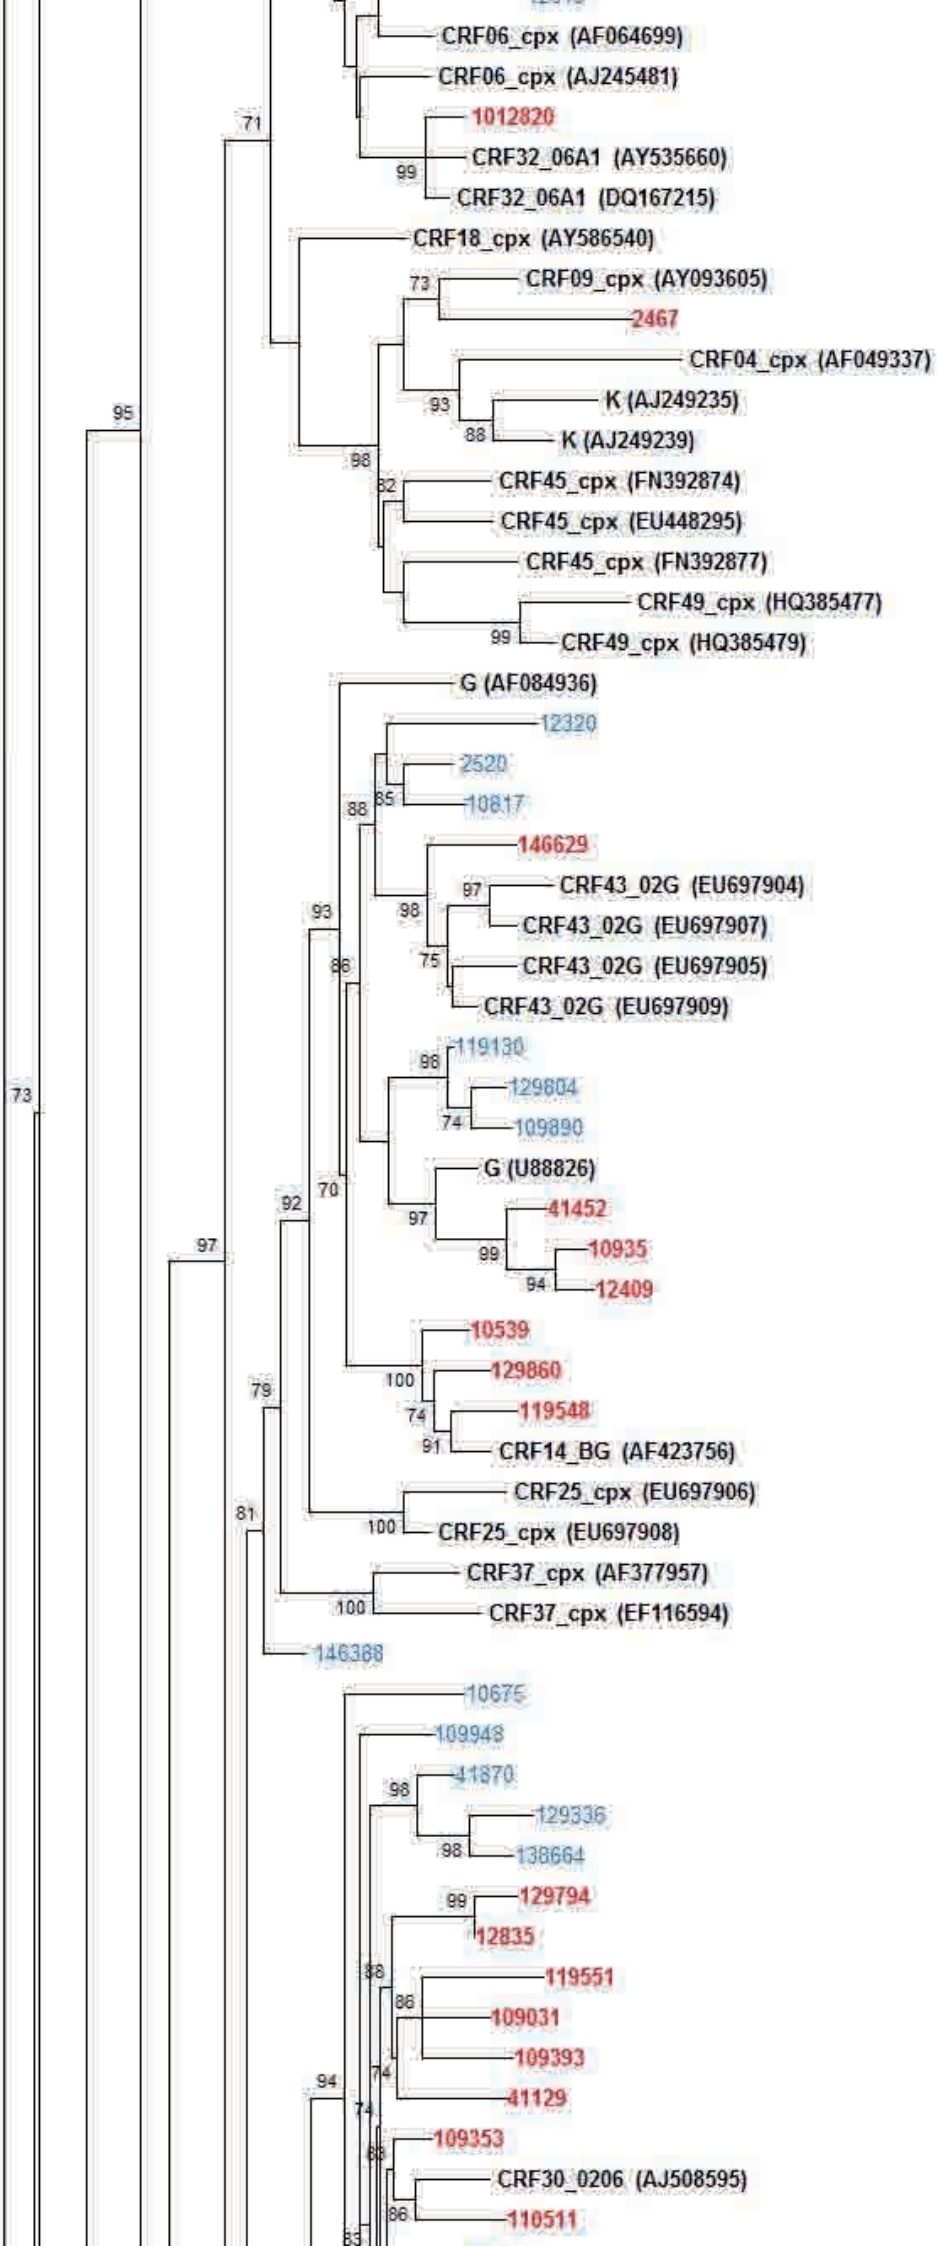 CRF06_cpx (AF064699)
CRF06_cpx (AJ245481)
1012820
71
CRF32_06A1 (AY535660)
99
CRF32_06A1 (DQ167215)
CRF18_cpx (AY586540)
CRF09_cpx (AY093605)
73
2467
CRF04_cpx (AF049337)
K (AJ249235)
93
95
88
K (AJ249239)
98
CRF45_cpx (FN392874)
82
CRF45_cpx (EU448295)
CRF45_cpx (FN392877)
CRF49_cpx (HQ385477)
99
CRF49_cpx (HQ385479)
G (AF084936)
12320
2520
85
10817
88
146629
97
CRF43_02G (EU697904)
98
93
CRF43_02G (EU697907)
75
86
CRF43_02G (EU697905)
CRF43_02G (EU697909)
119130
98
129804
73
74
109890
G (U88826)
70
92
41452
97
97
99
10935
94
12409
10539
100
129860
79
74
119548
91
CRF14_BG (AF423756)
CRF25_cpx (EU697906)
81
100
CRF25_cpx (EU697908)
CRF37_cpx (AF377957)
100
CRF37_cpx (EF116594)
146388
10675
109948
41870
98
129336
98
138664
99
129794
12835
88
119551
86
109031
109393
74
94
41129
74
109353
63
CRF30_0206 (AJ508595)
86
110511
83